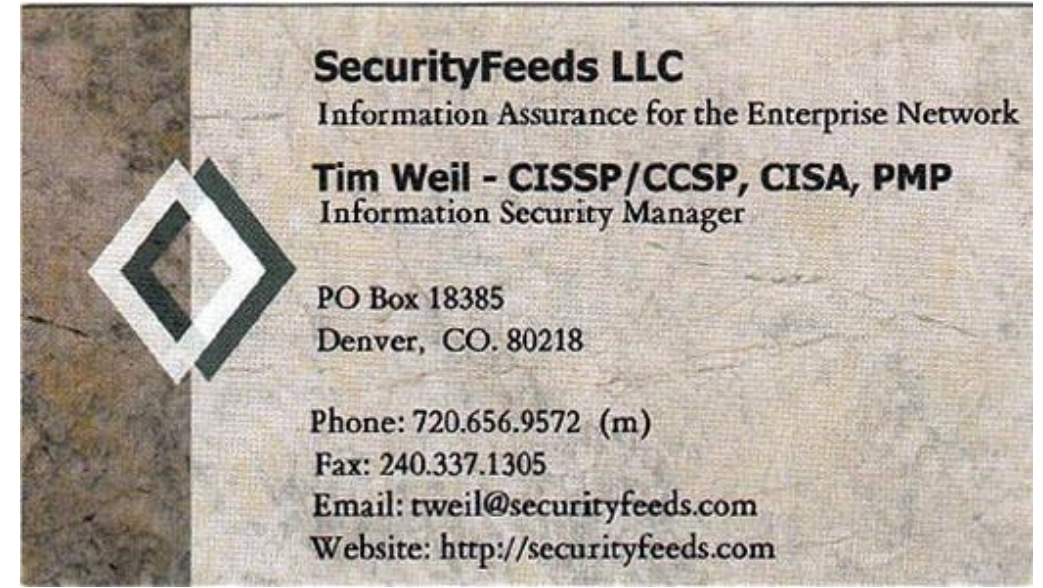 SecurityFeeds LLC
Information Assurance for the Enterprise Network
Tim Weil - CISSP/CCSP, CISA, PMP
Information Security Manager
PO Box 18385
Denver, CO. 80218
Phone: 720.656.9572 (m)
Fax: 240.337.1305
Email: tweil@securityfeeds.com
Website: http://securityfeeds.com